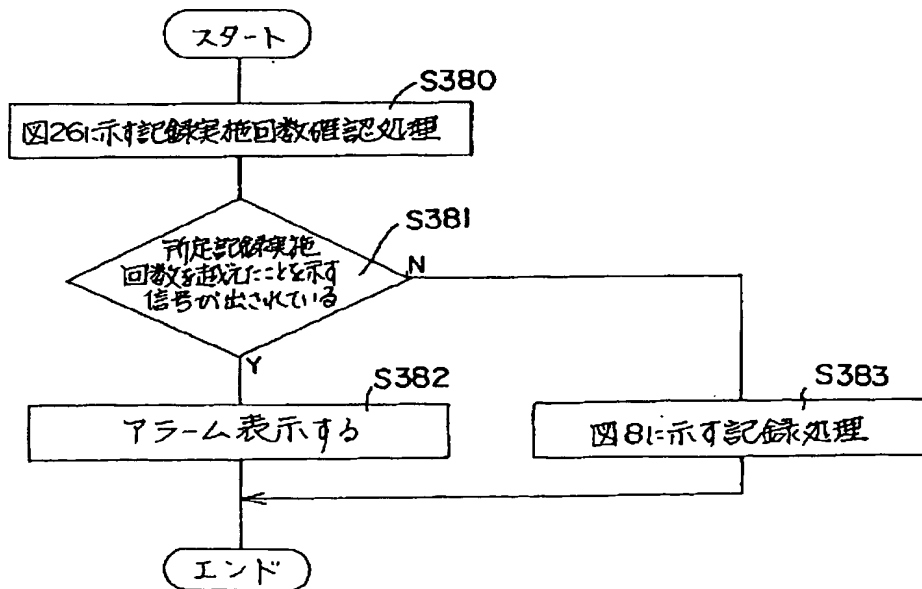 スタート
S380
図26に示す記録実施回数確認処理
S381
所定記録実施
回数を越えたことを示す
信号が出されている
N
Y
S382
アラーム表示する
S383
図8に示す記録処理
エンド